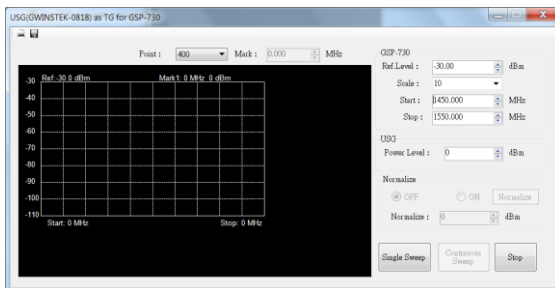 USG(GWINSTEK-0818) as TG for GSP-730
Point : 400 Mark : 0.000 MHz
Ref:-30.0 dBm Mark1: 0 MHz 0 dBm
-30
-40
-50
-60
-70
-80
-90
-100
-110
Start: 0 MHz Stop: 0 MHz
GSP-730
Ref.Level : -30.00 dBm
Scale : 10
Start : 1450.000 MHz
Stop : 1550.000 MHz
USG
Power Level : 0 dBm
Normalize
OFF ON Normalize
Normalize : 0 dBm
Single Sweep Continuous Sweep Stop